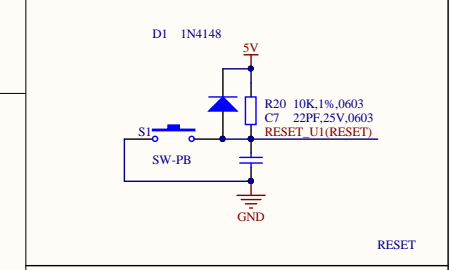 D1 1N4148
5V
R20 10K,1%,0603
C7 22PF,25V,0603
S1
RESET_U1(RESET)
SW-PB
GND
RESET